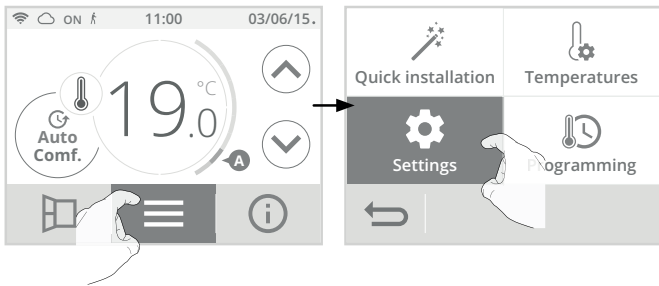 ON 11:00 03/06/15.
19.0 °C
Auto
Comf.
A
Quick installation
Temperatures
Settings
Programming